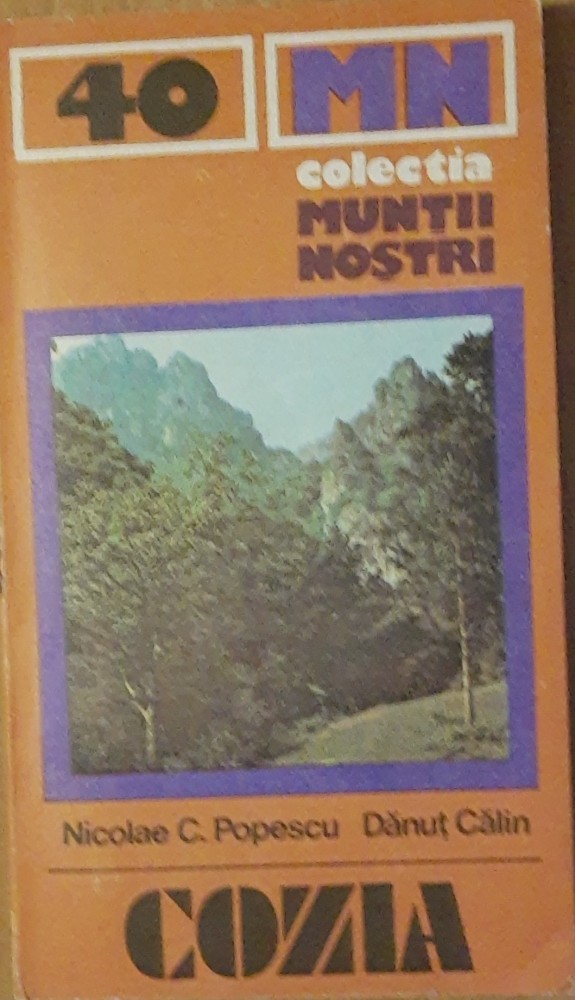 40 MN
colecția
MUNȚII
NOȘTRI
Nicolae C. Popescu Dănuț Călin
COZIA